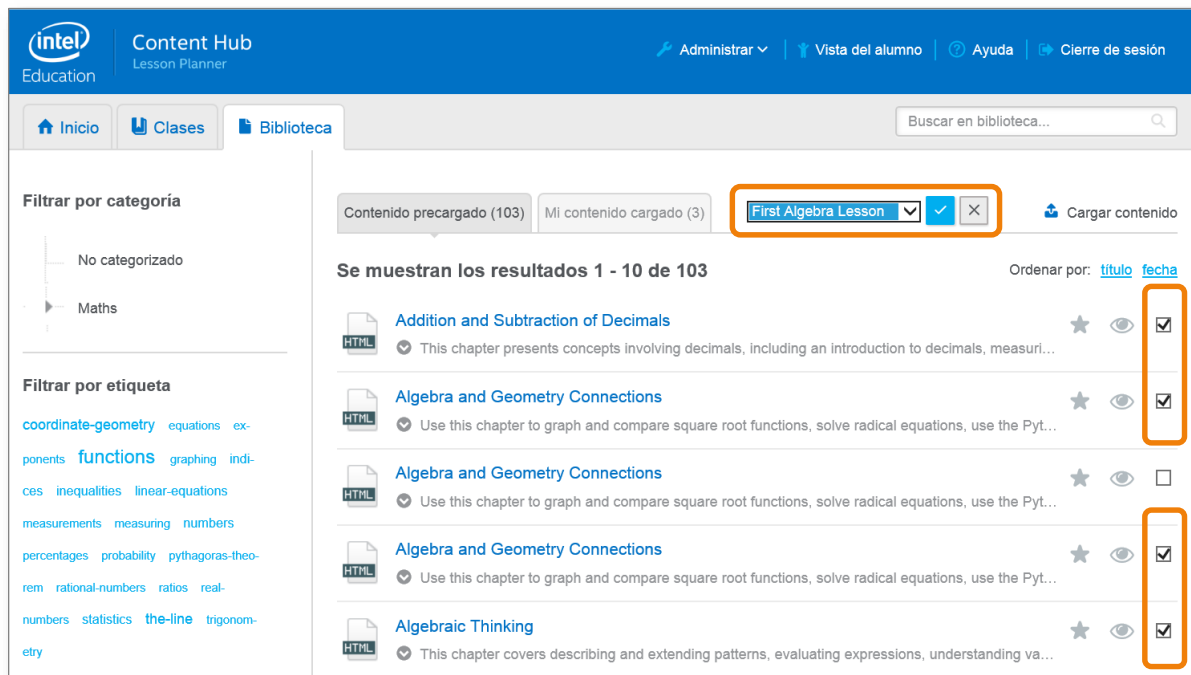 intel
Education
Content Hub
Lesson Planner
Administrar
Vista del alumno
Ayuda
Cierre de sesión
Inicio
Clases
Biblioteca
Buscar en biblioteca...
Filtrar por categoría
No categorizado
Maths
Filtrar por etiqueta
coordinate-geometry equations ex-
ponents functions graphing indi-
ces inequalities linear-equations
measurements measuring numbers
percentages probability pythagoras-theo-
rem rational-numbers ratios real-
numbers statistics the-line trigonom-
etry
Contenido precargado (103)
Mi contenido cargado (3)
First Algebra Lesson
Cargar contenido
Se muestran los resultados 1 - 10 de 103
Ordenar por: título fecha
HTML
Addition and Subtraction of Decimals
This chapter presents concepts involving decimals, including an introduction to decimals, measuri...
HTML
Algebra and Geometry Connections
Use this chapter to graph and compare square root functions, solve radical equations, use the Pyt...
HTML
Algebra and Geometry Connections
Use this chapter to graph and compare square root functions, solve radical equations, use the Pyt...
HTML
Algebra and Geometry Connections
Use this chapter to graph and compare square root functions, solve radical equations, use the Pyt...
HTML
Algebraic Thinking
This chapter covers describing and extending patterns, evaluating expressions, understanding va...